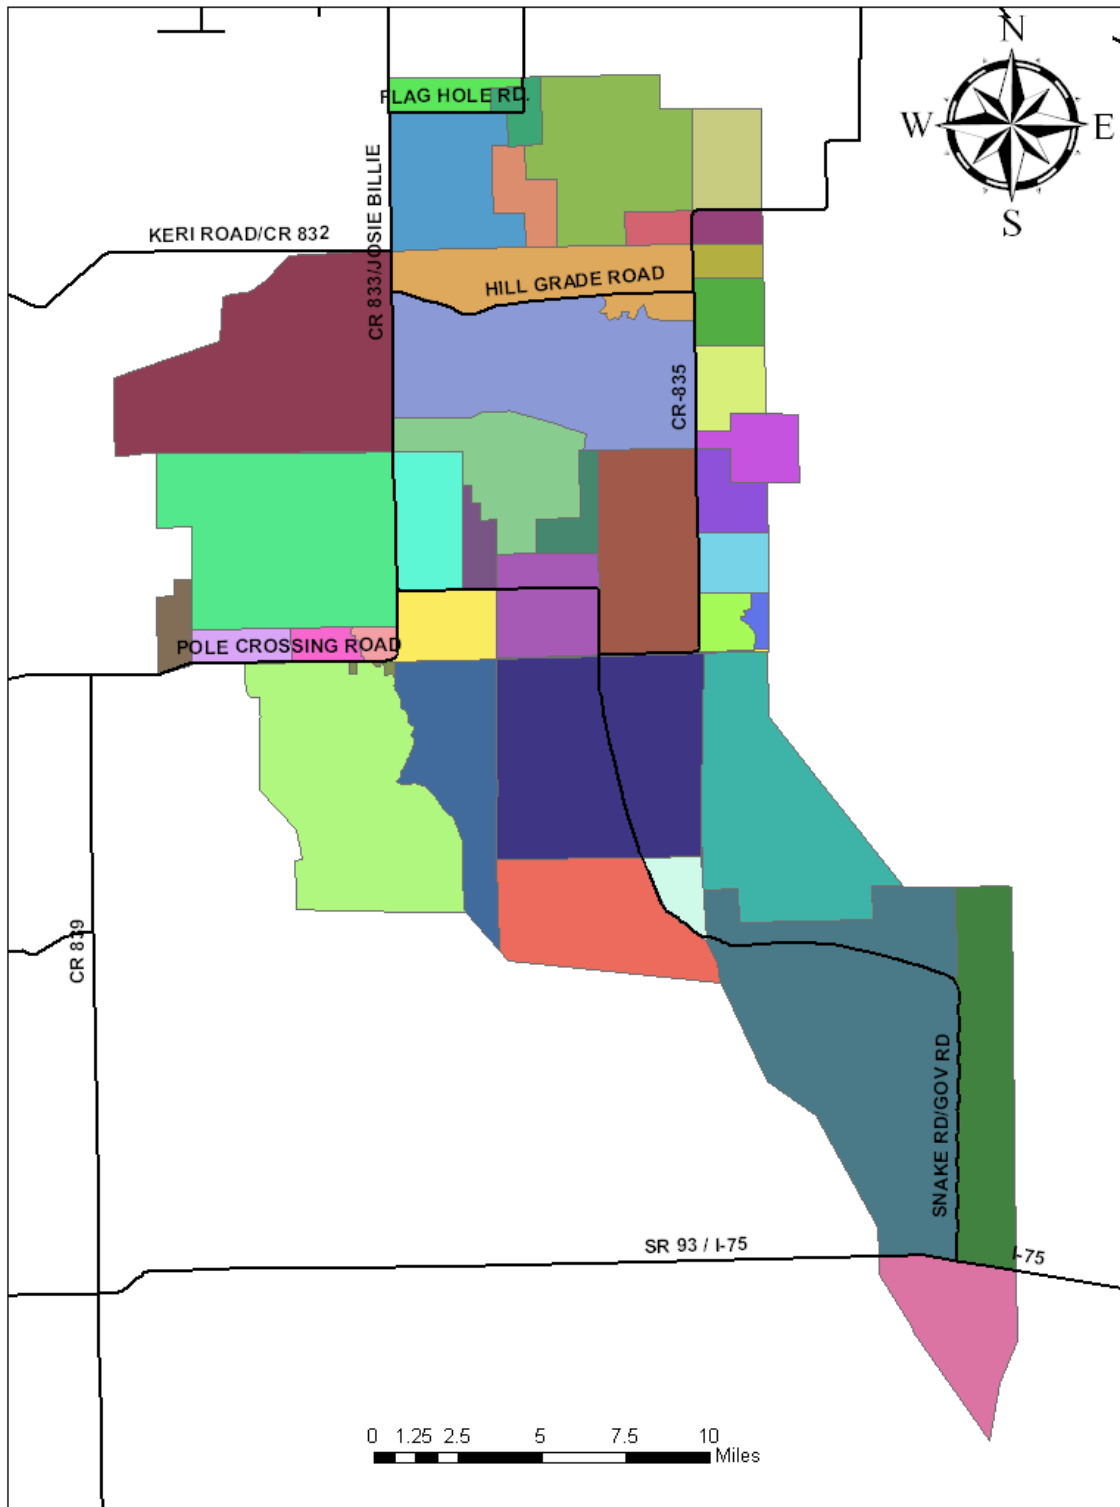 N
W
E
S
FLAG HOLE RD.
CR 833/JOSIE BILLIE
KERI ROAD/CR 832
HILL GRADE ROAD
CR-835
POLE CROSSING ROAD
CR 839
SNAKE RD/GOV RD
SR 93 / I-75
I-75
0 1.25 2.5 5 7.5 10
Miles